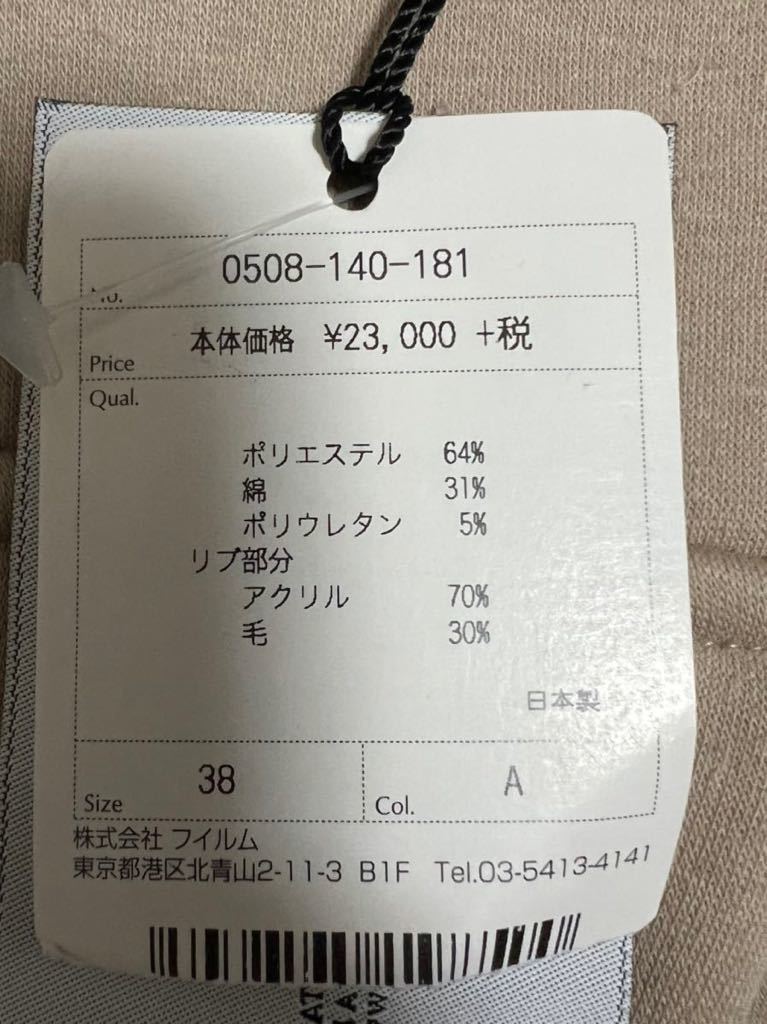 0508-140-181
No.
本体価格 ¥23,000 +税
Price
Qual.
ポリエステル 64%
綿 31%
ポリウレタン 5%
リブ部分
アクリル 70%
毛 30%
日本製
Size 38
Col. A
株式会社 フイルム
東京都港区北青山2-11-3 B1F Tel.03-5413-4141